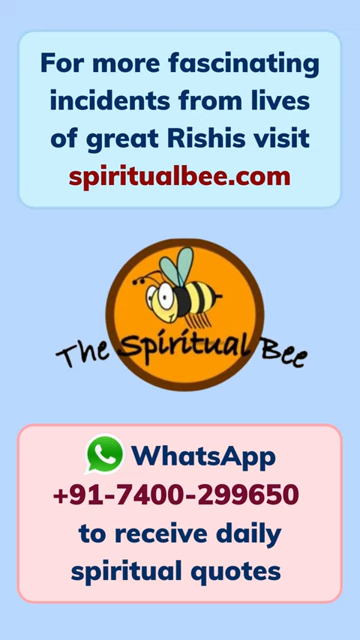 For more fascinating
incidents from lives
of great Rishis visit
spiritualbee.com
The Spiritual Bee
WhatsApp
+91-7400-299650
to receive daily
spiritual quotes